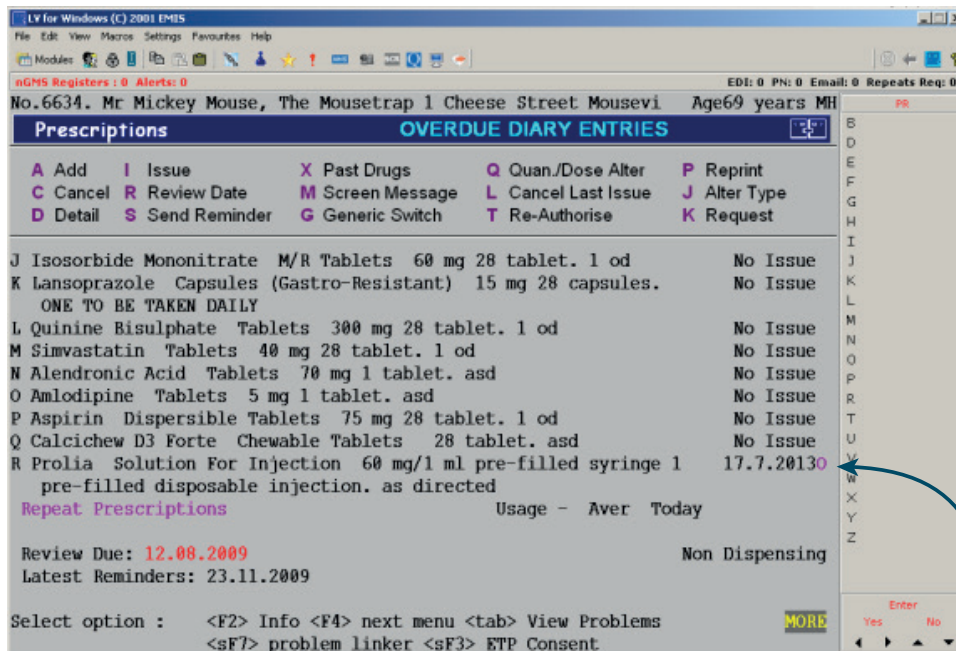 LV for Windows (C) 2001 EMIS
File Edit View Macros Settings Favourites Help
Modules
nGMS Registers : 0 Alerts: 0 EDI: 0 PN: 0 Email: 0 Repeats Req: 0
No.6634. Mr Mickey Mouse, The Mousetrap 1 Cheese Street Mousevi Age69 years MH PR
Prescriptions OVERDUE DIARY ENTRIES
A Add I Issue X Past Drugs Q Quan./Dose Alter P Reprint
C Cancel R Review Date M Screen Message L Cancel Last Issue J Alter Type
D Detail S Send Reminder G Generic Switch T Re-Authorise K Request
J Isosorbide Mononitrate M/R Tablets 60 mg 28 tablet. 1 od No Issue
K Lansoprazole Capsules (Gastro-Resistant) 15 mg 28 capsules. No Issue
ONE TO BE TAKEN DAILY
L Quinine Bisulphate Tablets 300 mg 28 tablet. 1 od No Issue
M Simvastatin Tablets 40 mg 28 tablet. 1 od No Issue
N Alendronic Acid Tablets 70 mg 1 tablet. asd No Issue
O Amlodipine Tablets 5 mg 1 tablet. asd No Issue
P Aspirin Dispersible Tablets 75 mg 28 tablet. 1 od No Issue
Q Calcichew D3 Forte Chewable Tablets 28 tablet. asd No Issue
R Prolia Solution For Injection 60 mg/1 ml pre-filled syringe 1 17.7.2013O
pre-filled disposable injection. as directed
Repeat Prescriptions Usage - Aver Today
Review Due: 12.08.2009 Non Dispensing
Latest Reminders: 23.11.2009
Select option : <F2> Info <F4> next menu <tab> View Problems MORE
<sF7> problem linker <sF3> ETP Consent
B
D
E
F
G
H
I
J
K
L
M
N
O
P
R
T
U
V
W
X
Y
Z
Enter
Yes No